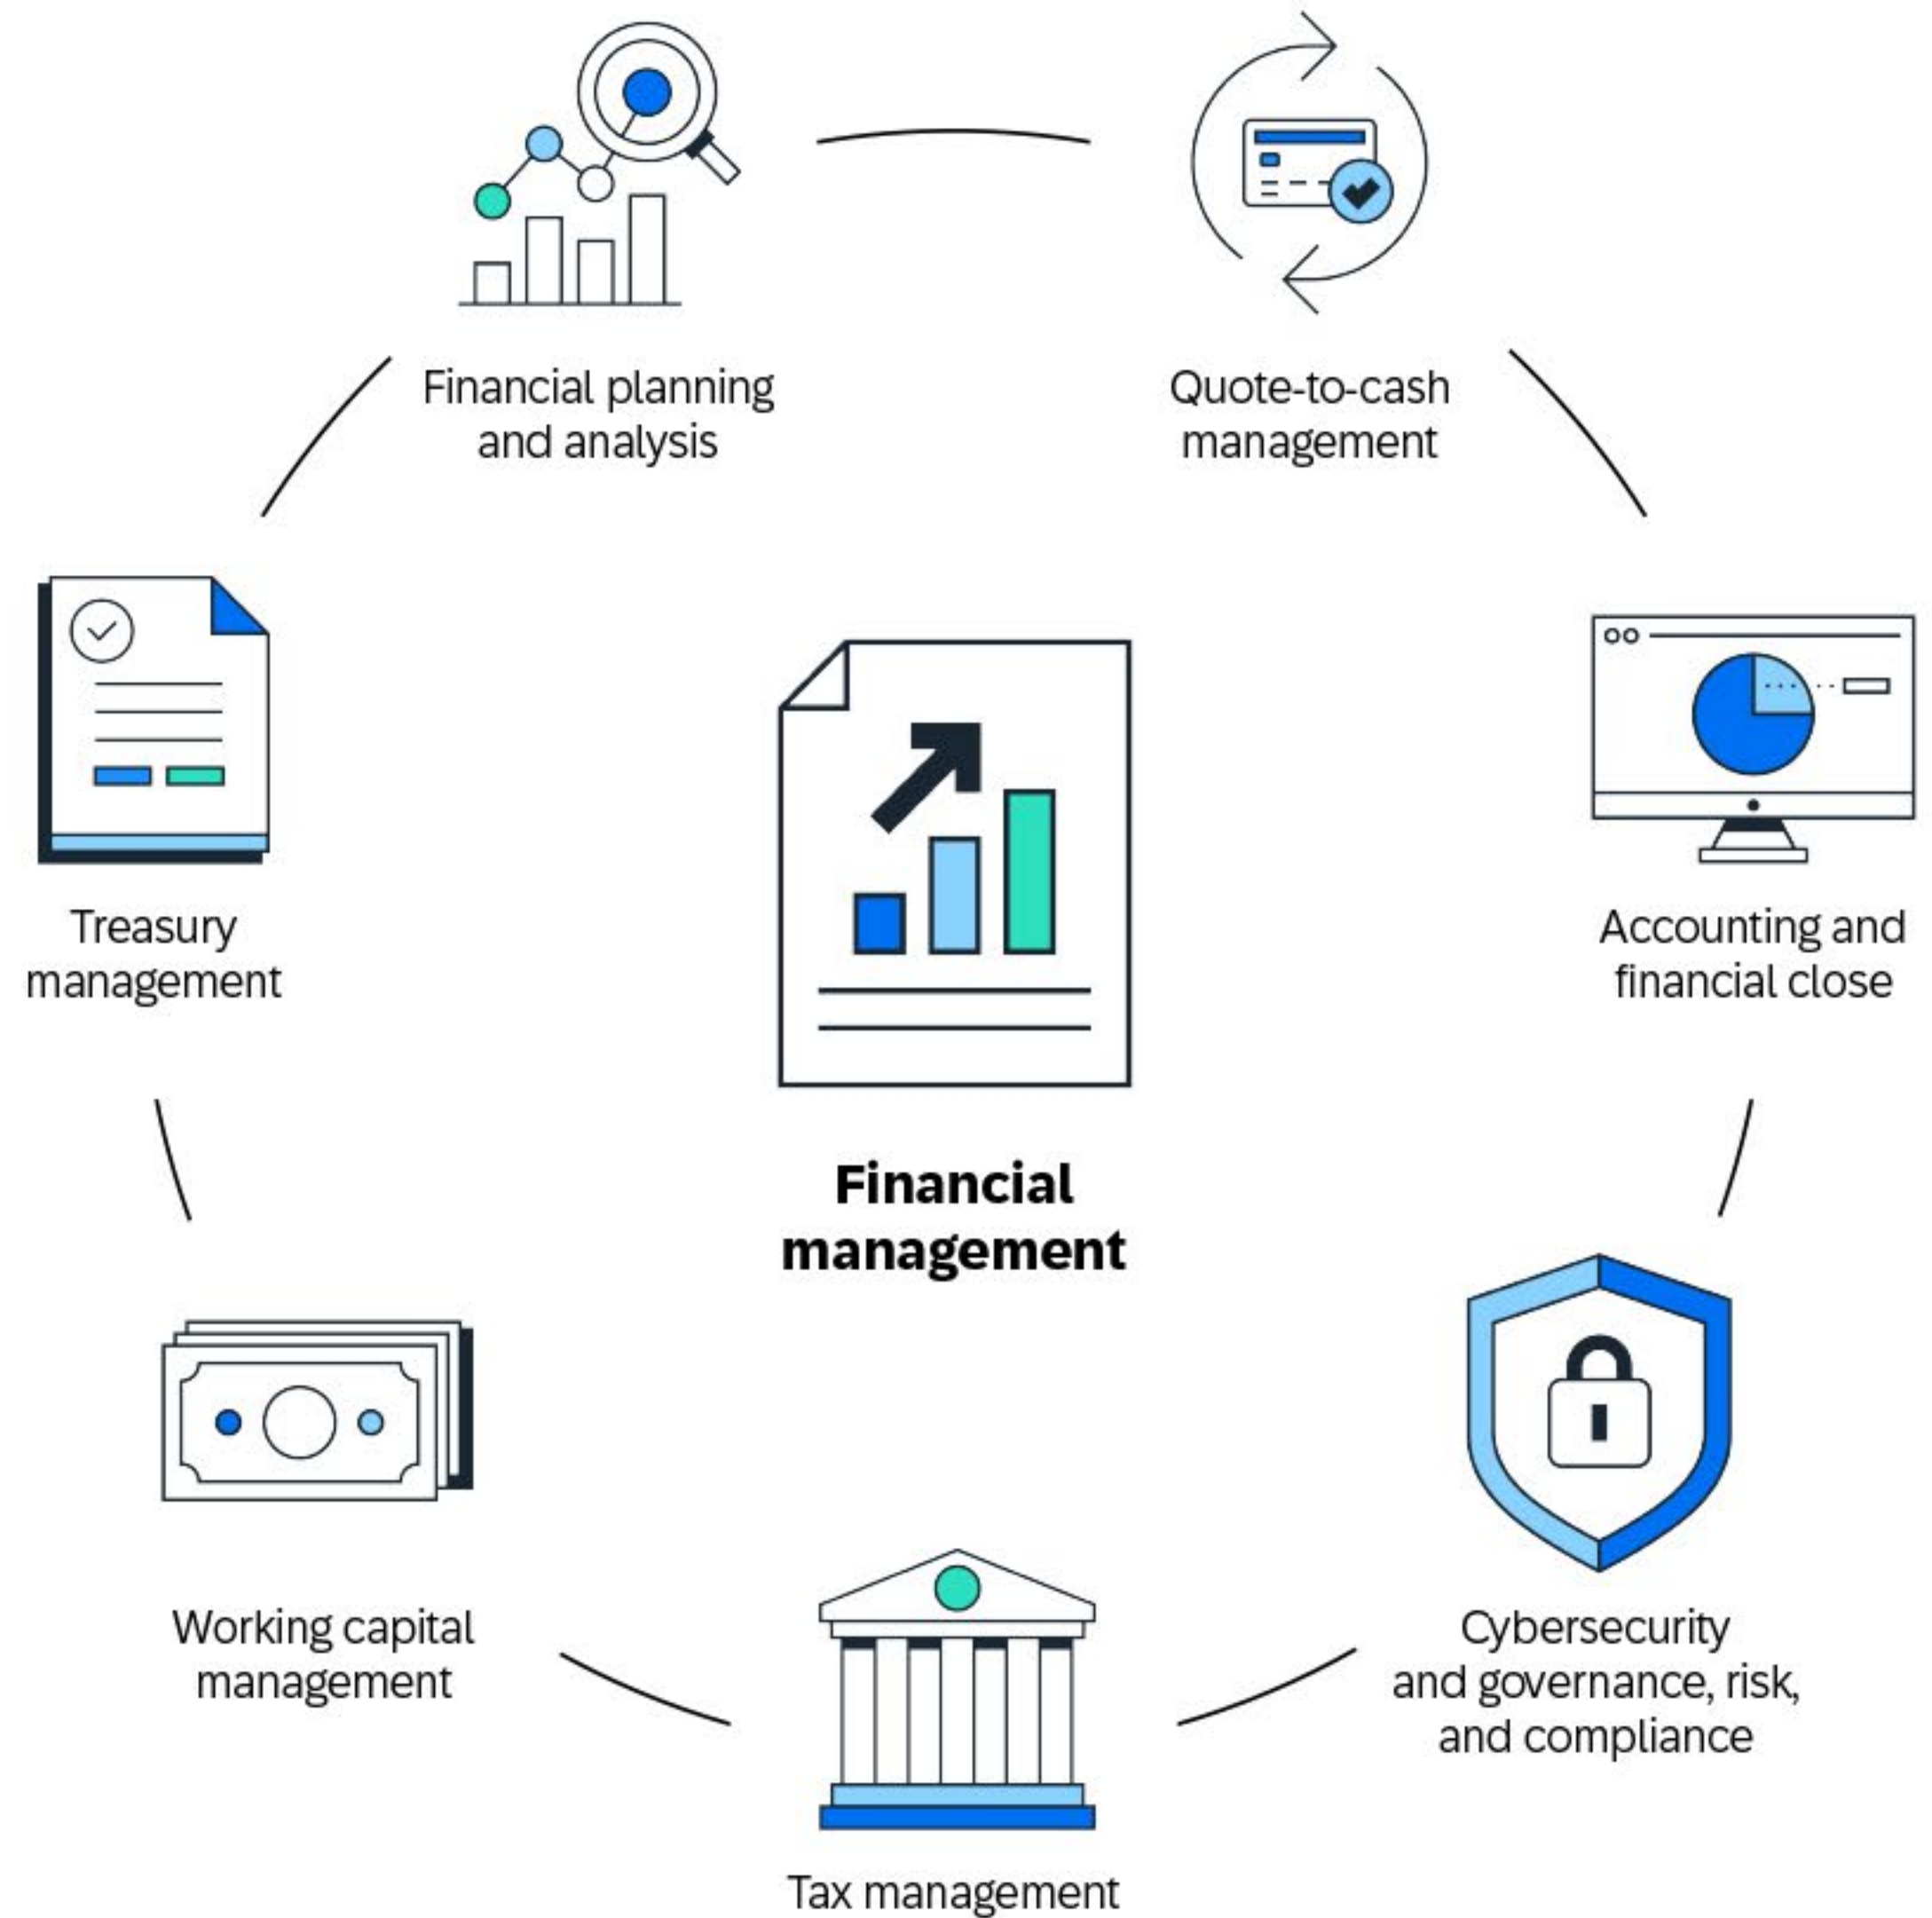 Financial planning
and analysis
Quote-to-cash
management
Treasury
management
Accounting and
financial close
Financial
management
Working capital
management
Cybersecurity
and governance, risk,
and compliance
Tax management